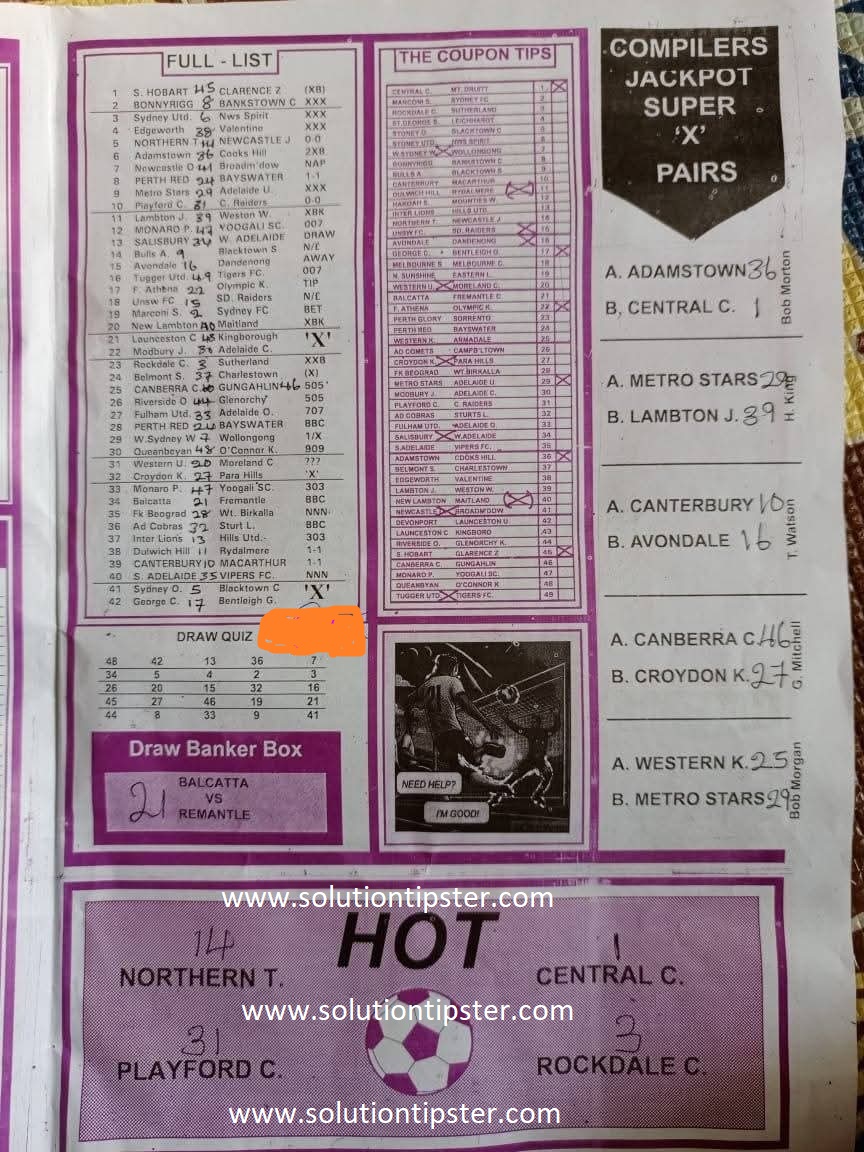 FULL - LIST
1 S. HOBART 45 CLARENCE Z (XB)
2 BONNYRIGG 8 BANKSTOWN C XXX
3 Sydney Utd. 6 Nws Spirit XXX
4 Edgeworth 38 Valentine XXX
5 NORTHERN T 14 NEWCASTLE J 0-0
6 Adamstown 36 Cooks Hill 2XB
7 Newcastle O 41 Broadm'dow NAP
8 PERTH RED 24 BAYSWATER 1-1
9 Metro Stars 29 Adelaide U. XXX
10 Playford C. 31 C. Raiders 0-0
11 Lambton J. 39 Weston W. XBK
12 MONARO P. 47 YOOGALI SC. 007
13 SALISBURY 34 W. ADELAIDE DRAW
14 Bulls A. 9 Blacktown S N/E
15 Avondale 16 Dandenong AWAY
16 Tugger Utd. 49 Tigers FC. 007
17 F. Athena 22 Olympic K. TIP
18 Unsw FC 15 SD. Raiders N/E
19 Marconi S. 2 Sydney FC BET
20 New Lambton 40 Maitland XBK
21 Launceston C 43 Kingborough 'X'
22 Modbury J. 30 Adelaide C.
23 Rockdale C. 3 Sutherland XXB
24 Belmont S. 37 Charlestown (X)
25 CANBERRA C. GUNGAHLIN 46 505
26 Riverside O 44 Glenorchy 505
27 Fulham Utd. 33 Adelaide O. 707
28 PERTH RED 24 BAYSWATER BBC
29 W.Sydney W 7 Wollongong 1/X
30 Queanbeyan 48 O'Connor K. 909
31 Western U. 20 Moreland C ???
32 Croydon K. 27 Para Hills 'X'
33 Monaro P. 47 Yoogali SC. 303
34 Balcatta 21 Fremantle BBC
35 Fk Beograd 28 Wt. Birkalla NNN
36 Ad Cobras 32 Sturt L. BBC
37 Inter Lions 13 Hills Utd. 303
38 Dulwich Hill 11 Rydalmere 1-1
39 CANTERBURY 10 MACARTHUR 1-1
40 S. ADELAIDE 35 VIPERS FC. NNN
41 Sydney O. 5 Blacktown C 'X'
42 George C. 17 Bentleigh G.
DRAW QUIZ
48 42 13 36 7
34 5 4 2 3
26 20 15 32 16
45 27 46 19 21
44 8 33 9 41
Draw Banker Box
21 BALCATTA
VS
REMANTLE
THE COUPON TIPS
CENTRAL C. MT. DRUITT 1
MARCONI S. SYDNEY FC 2
ROCKDALE C. SUTHERLAND 3
ST.GEORGE S. LEICHHARDT 4
SYDNEY O. BLACKTOWN C 5
SYDNEY UTD. NWS SPIRIT 6
W.SYDNEY W WOLLONGONG 7
BONNYRIGG BANKSTOWN C 8
BULLS A. BLACKTOWN S 9
CANTERBURY MACARTHUR 10
DULWICH HILL RYDALMERE 11
HAKOAH S. MOUNTIES W. 12
INTER LIONS HILLS UTD 13
NORTHERN T. NEWCASTLE J. 14
UNSW FC. SD. RAIDERS 15
AVONDALE DANDENONG 16
GEORGE C. BENTLEIGH G. 17
MELBOURNE S MELBOURNE C. 18
N. SUNSHINE EASTERN L. 19
WESTERN U. MORELAND C. 20
BALCATTA FREMANTLE C 21
F. ATHENA OLYMPIC K. 22
PERTH GLORY SORRENTO 23
PERTH RED BAYSWATER 24
WESTERN K. ARMADALE 25
AD COMETS CAMPB'LTOWN 26
CROYDON K. PARA HILLS 27
FK BEOGRAD WT.BIRKALLA 28
METRO STARS ADELAIDE U. 29
MODBURY J. ADELAIDE C. 30
PLAYFORD C. C. RAIDERS 31
AD COBRAS STURTS L. 32
FULHAM UTD. ADELAIDE O. 33
SALISBURY W.ADELAIDE 34
S.ADELAIDE VIPERS FC. 35
ADAMSTOWN COOKS HILL 36
BELMONT S. CHARLESTOWN 37
EDGEWORTH VALENTINE 38
LAMBTON J. WESTON W. 39
NEW LAMBTON MAITLAND 40
NEWCASTLE BROADM'DOW 41
DEVONPORT LAUNCESTON U 42
LAUNCESTON C KINGBORO 43
RIVERSIDE O. GLENORCHY K. 44
S. HOBART GLARENCE Z 45
CANBERRA C. GUNGAHLIN 46
MONARO P. YOOGALI SC. 47
QUEANBYAN O'CONNOR K 48
TUGGER UTD. TIGERS FC. 49
NEED HELP?
I'M GOOD!
COMPILERS
JACKPOT
SUPER
'X'
PAIRS
A. ADAMSTOWN 36
B, CENTRAL C. 1
Bob Morton
A. METRO STARS 29
B. LAMBTON J. 39
H. King
A. CANTERBURY 10
B. AVONDALE 16
T. Watson
A. CANBERRA C 46
B. CROYDON K. 27
G. Mitchell
A. WESTERN K. 25
B. METRO STARS 29
Bob Morgan
www.solutiontipster.com
HOT
14
NORTHERN T.
1
CENTRAL C.
www.solutiontipster.com
31
PLAYFORD C.
3
ROCKDALE C.
www.solutiontipster.com